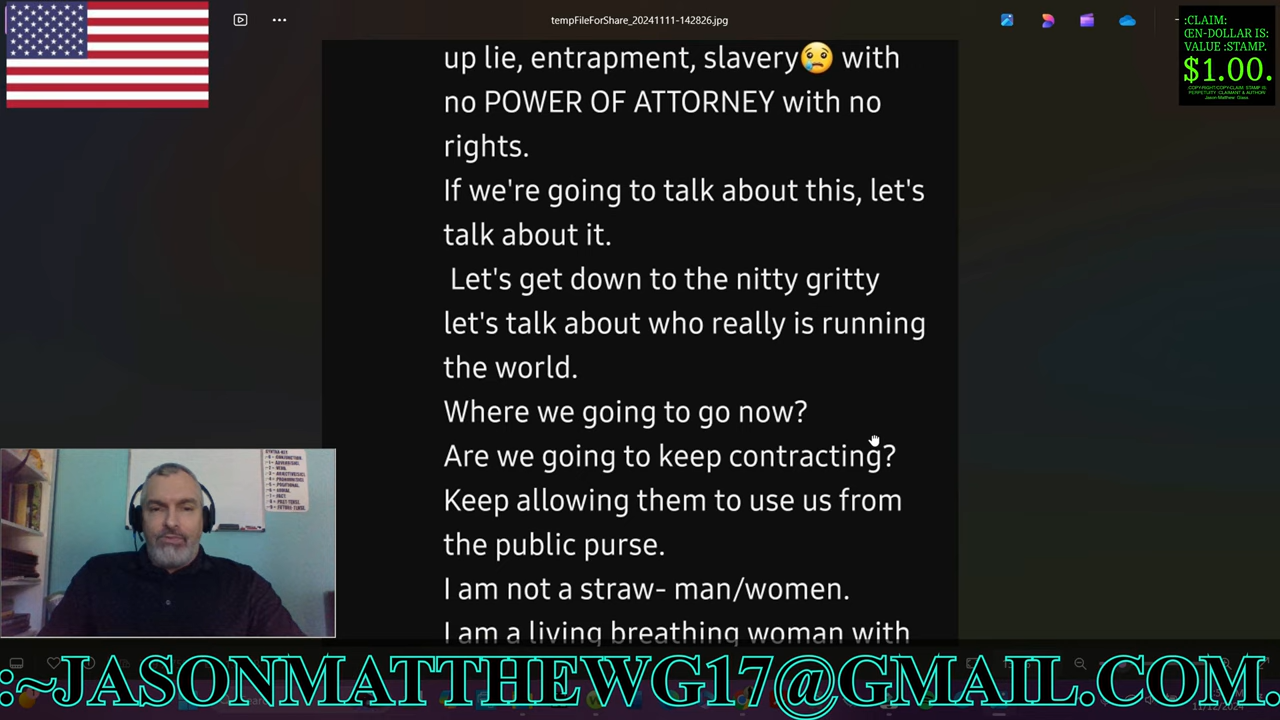 tempFileForShare_20241111-142826.jpg
:CLAIM:
ŒN-DOLLAR IS:
VALUE :STAMP.
$1.00.
up lie, entrapment, slavery😢 with
no POWER OF ATTORNEY with no
rights.
If we're going to talk about this, let's
talk about it.
Let's get down to the nitty gritty
let's talk about who really is running
the world.
Where we going to go now?
Are we going to keep contracting?
Keep allowing them to use us from
the public purse.
I am not a straw- man/women.
I am a living breathing woman with
:~JASONMATTHEWG17@GMAIL.COM.